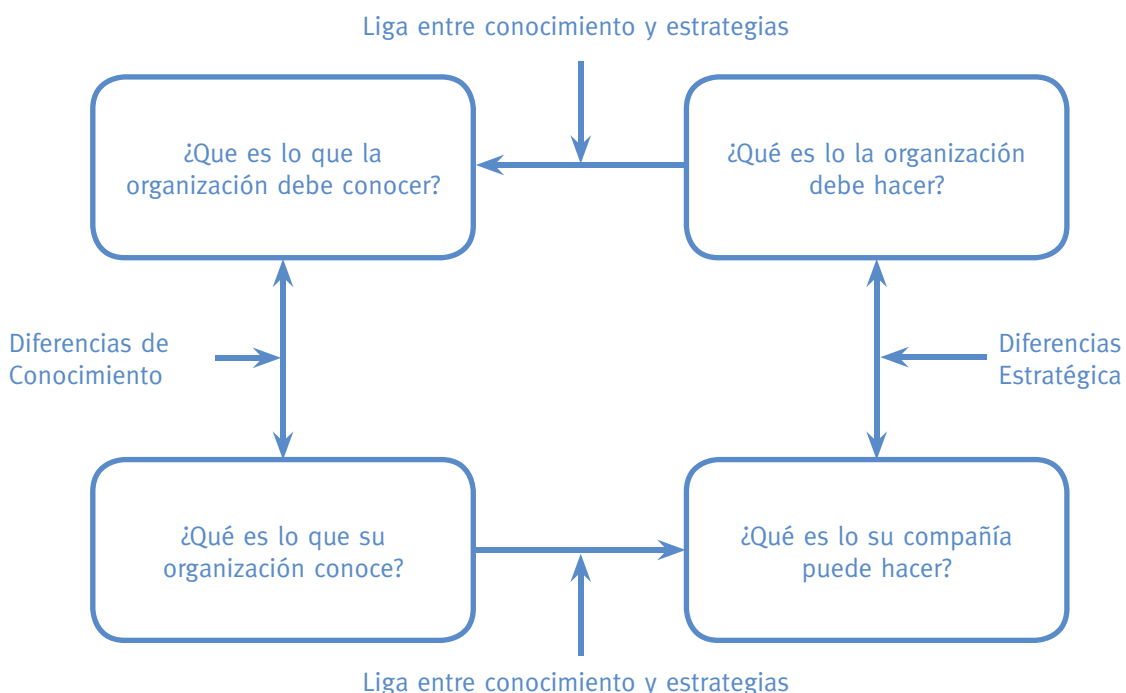 Liga entre conocimiento y estrategias
¿Que es lo que la
organización debe conocer?
¿Qué es lo la organización
debe hacer?
Diferencias de
Conocimiento
Diferencias
Estratégica
¿Qué es lo que su
organización conoce?
¿Qué es lo su compañía
puede hacer?
Liga entre conocimiento y estrategias